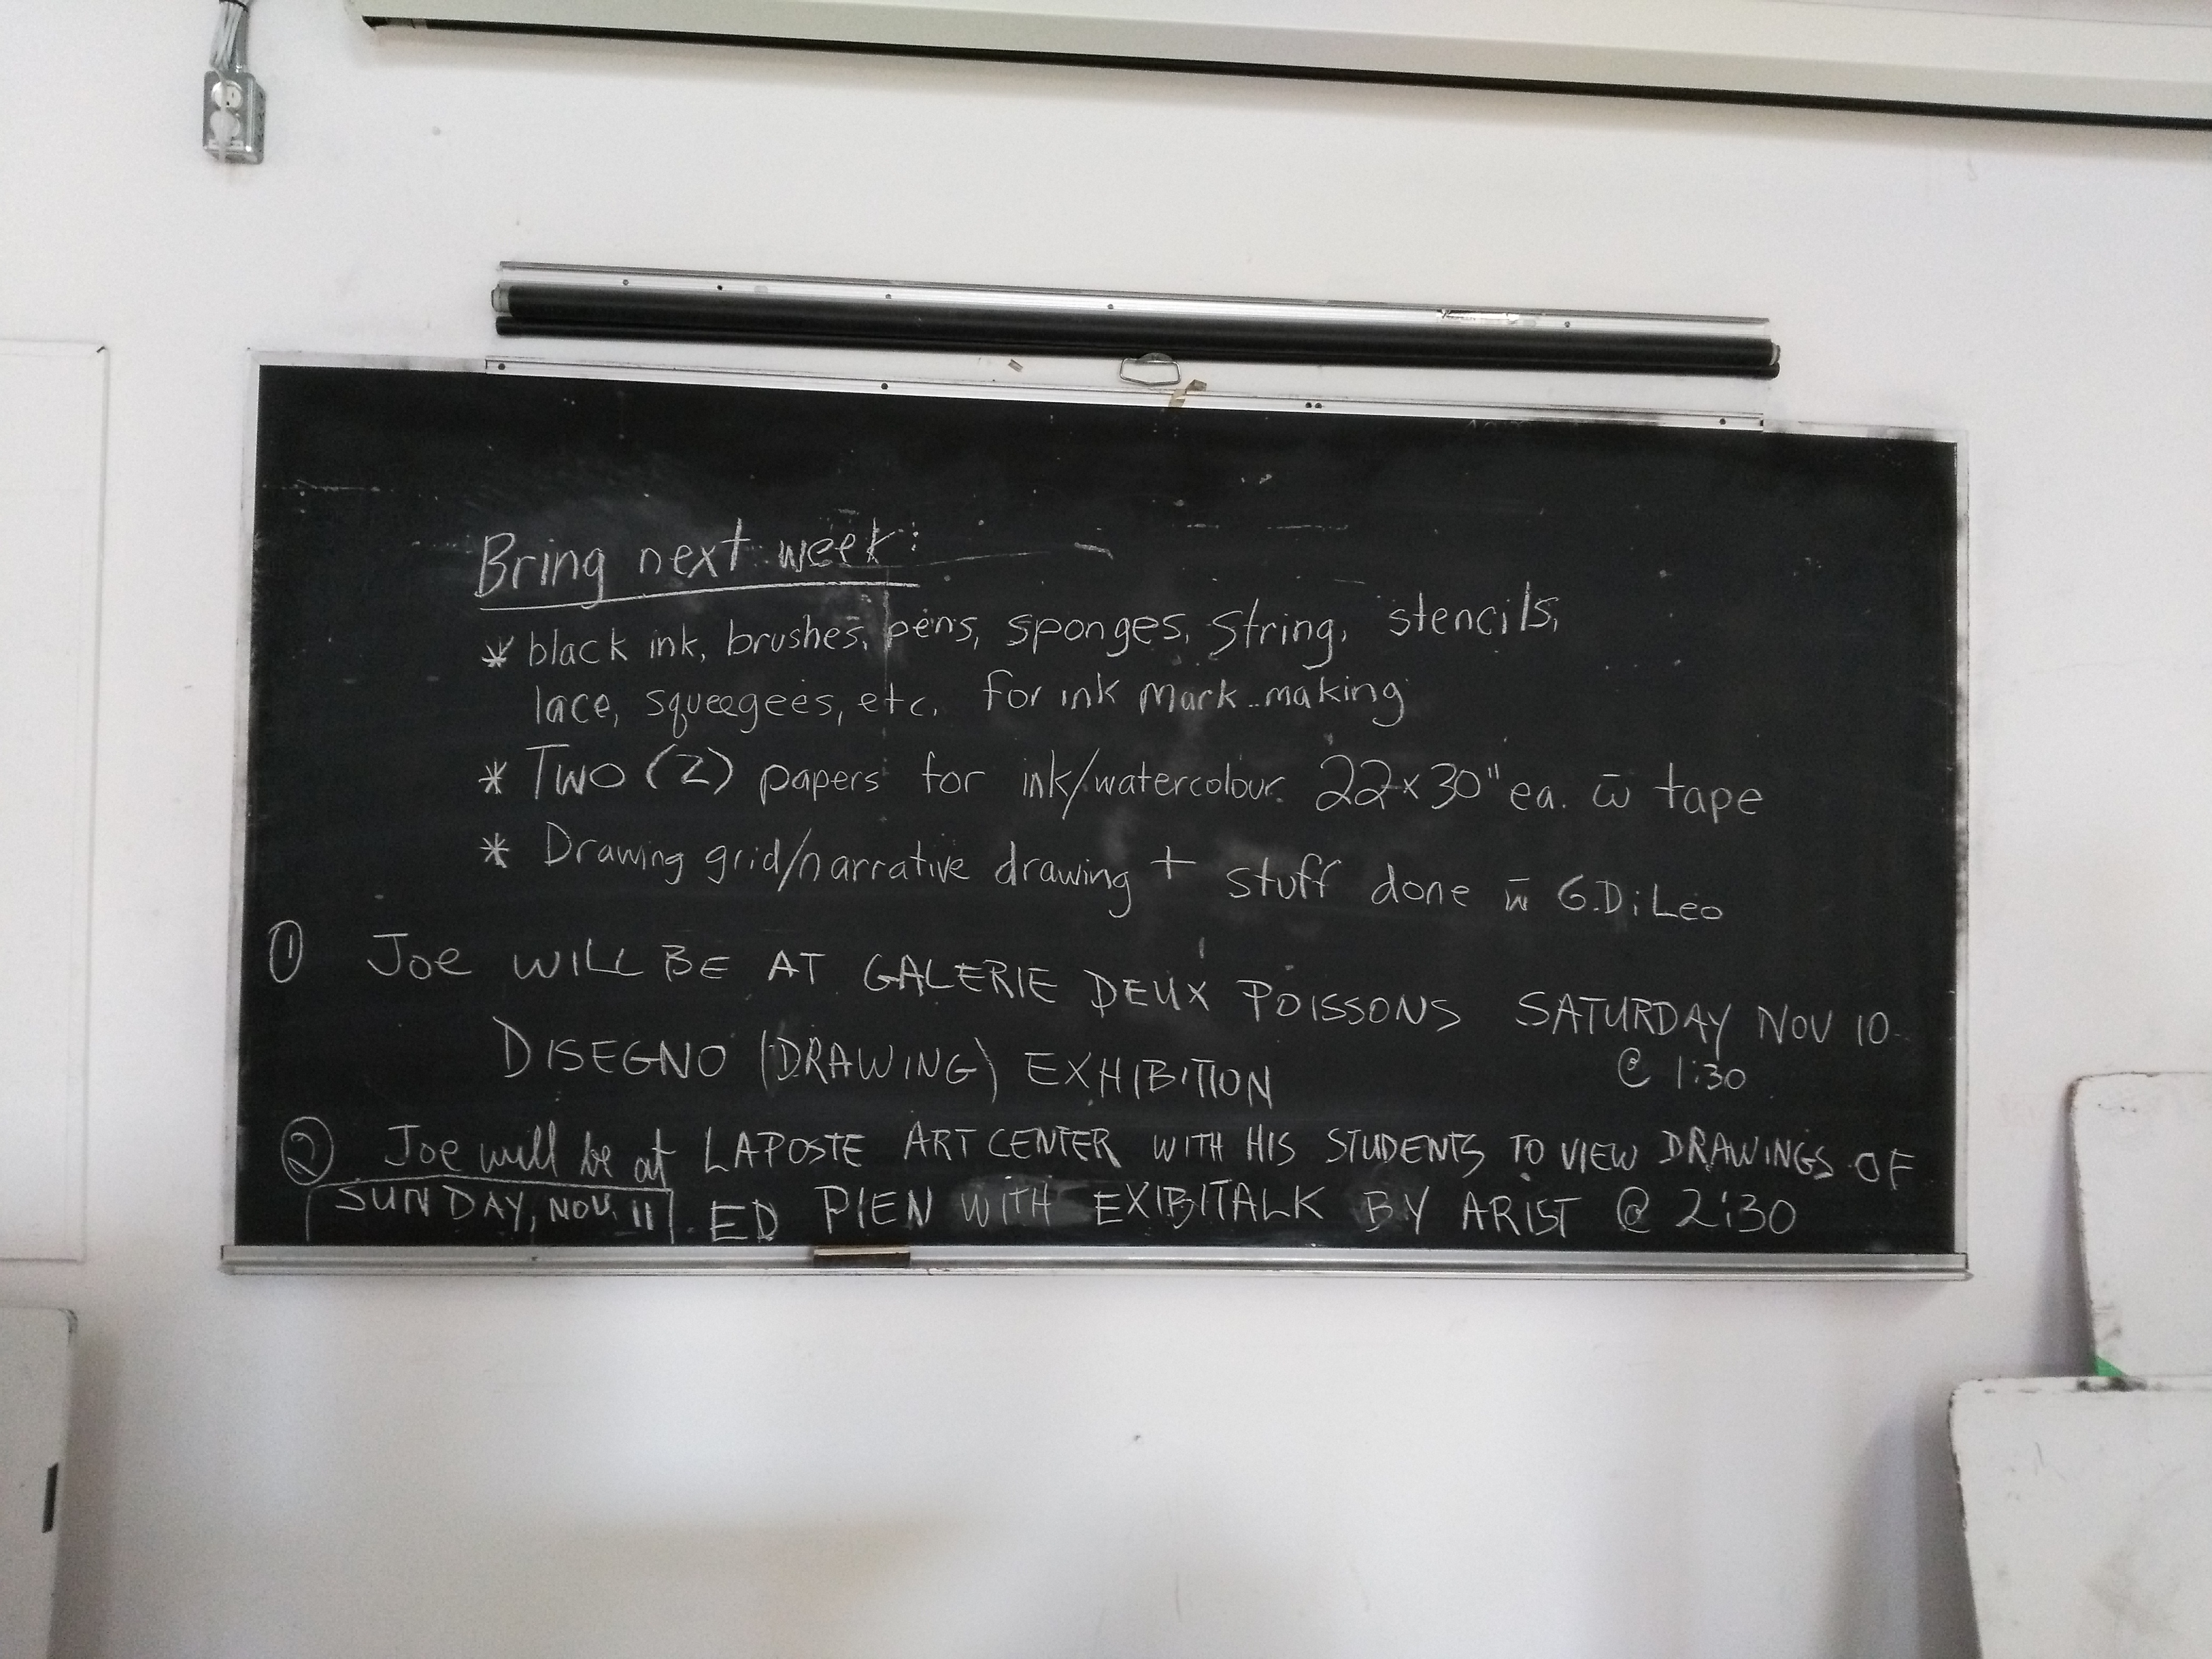 Bring next week:
* black ink, brushes, pens, sponges, string, stencils,
lace, squeegees, etc. for ink mark-making
* Two (2) papers for ink/watercolour. 22x30" ea. w̄ tape
* Drawing grid/narrative drawing + stuff done w̄ G.DiLeo
① JOE WILL BE AT GALERIE DEUX POISSONS SATURDAY NOV 10
@ 1:30
DISEGNO (DRAWING) EXHIBITION
② Joe will be at LAPOSTE ART CENTER WITH HIS STUDENTS TO VIEW DRAWINGS OF
SUNDAY, NOV. 11 ED PIEN WITH EXIBITALK BY ARIST @ 2:30